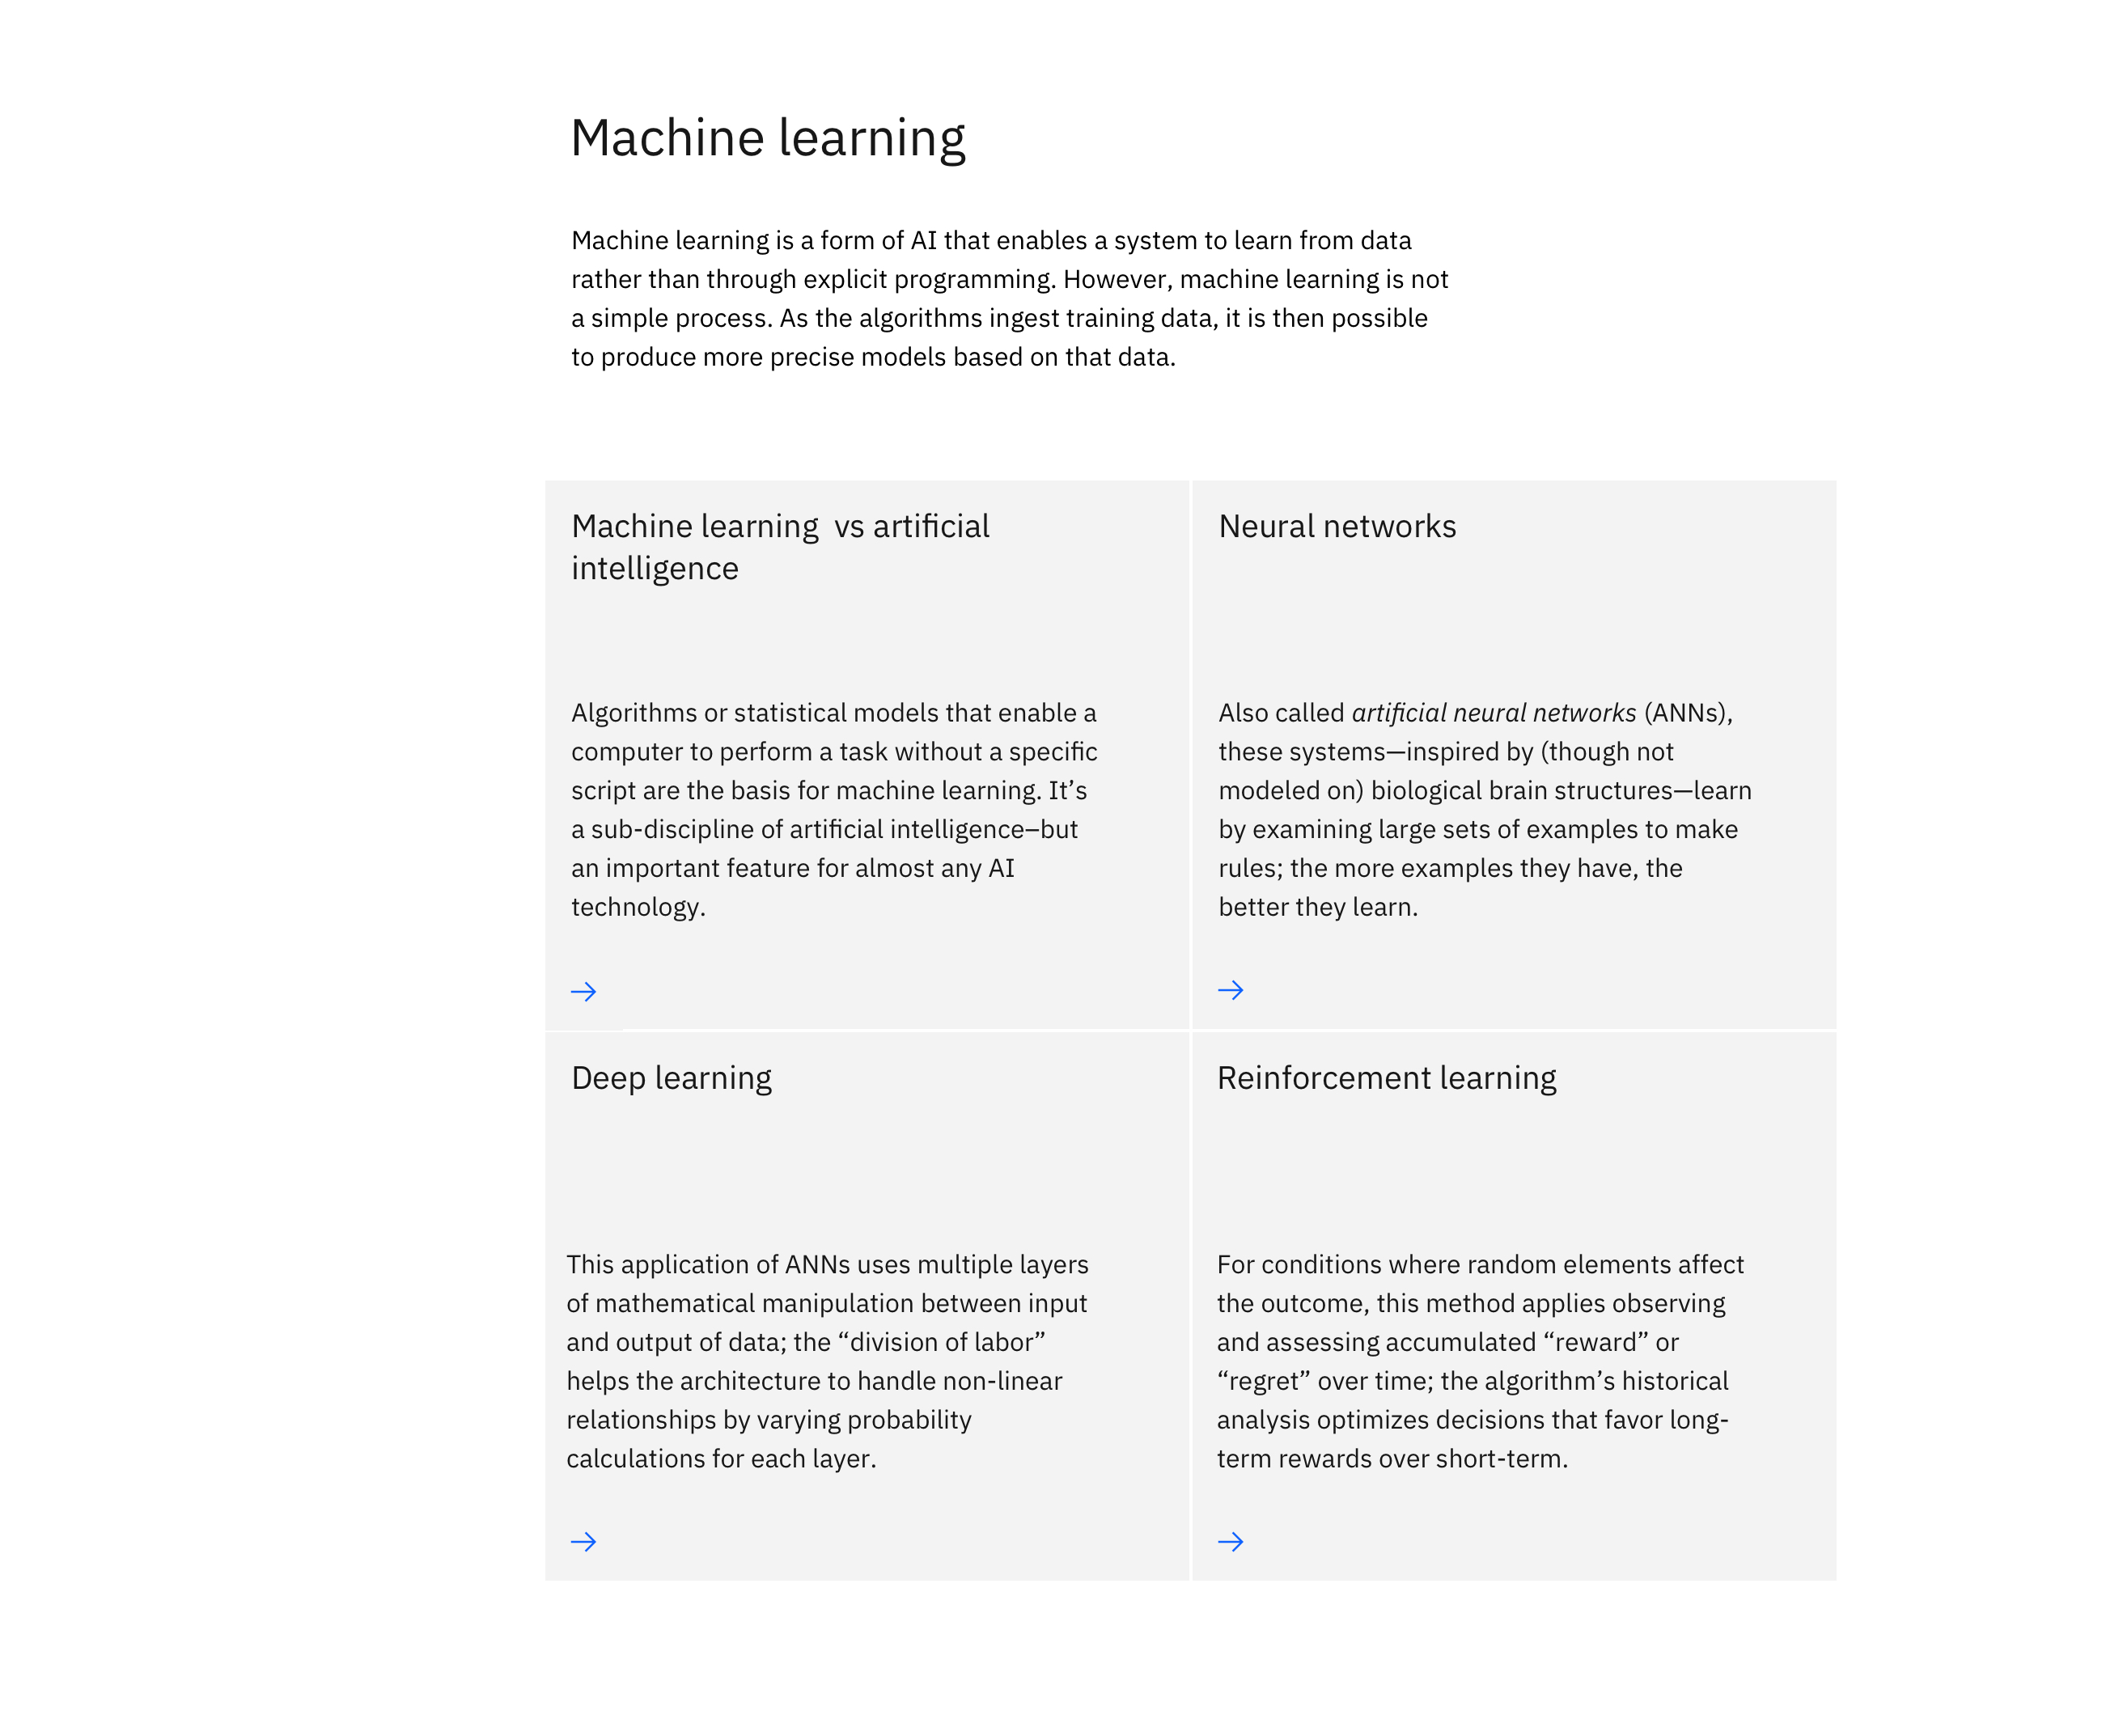 Machine learning
Machine learning is a form of AI that enables a system to learn from data
rather than through explicit programming. However, machine learning is not
a simple process. As the algorithms ingest training data, it is then possible
to produce more precise models based on that data.
Machine learning  vs artificial
intelligence
Algorithms or statistical models that enable a
computer to perform a task without a specific
script are the basis for machine learning. It’s
a sub-discipline of artificial intelligence–but
an important feature for almost any AI
technology.
Neural networks
Also called artificial neural networks (ANNs),
these systems—inspired by (though not
modeled on) biological brain structures—learn
by examining large sets of examples to make
rules; the more examples they have, the
better they learn.
Deep learning
This application of ANNs uses multiple layers
of mathematical manipulation between input
and output of data; the “division of labor”
helps the architecture to handle non-linear
relationships by varying probability
calculations for each layer.
Reinforcement learning
For conditions where random elements affect
the outcome, this method applies observing
and assessing accumulated “reward” or
“regret” over time; the algorithm’s historical
analysis optimizes decisions that favor long-
term rewards over short-term.